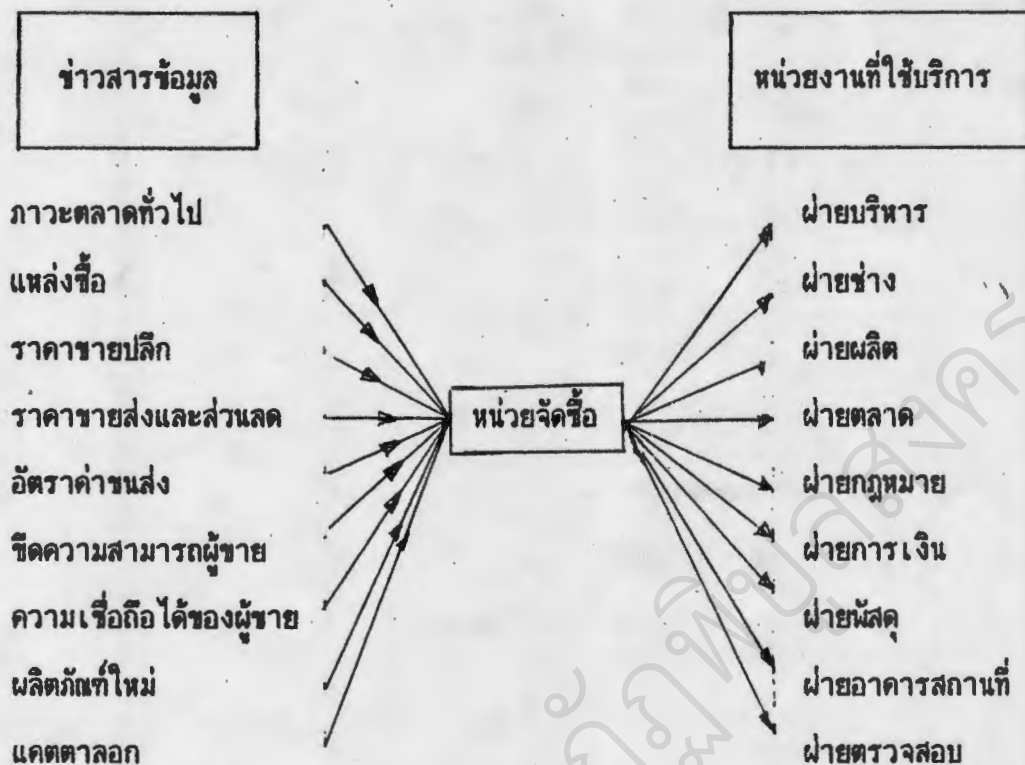 ข่าวสารข้อมูล
หน่วยงานที่ใช้บริการ
ภาวะตลาดทั่วไป
ฝ่ายบริหาร
แหล่งซื้อ
ฝ่ายช่าง
ราคาขายปลีก
ฝ่ายผลิต
ราคาขายส่งและส่วนลด
หน่วยจัดซื้อ
ฝ่ายตลาด
อัตราค่าขนส่ง
ฝ่ายกฎหมาย
ขีดความสามารถผู้ขาย
ฝ่ายการเงิน
ความเชื่อถือได้ของผู้ขาย
ฝ่ายพัสดุ
ผลิตภัณฑ์ใหม่
ฝ่ายอาคารสถานที่
แคตตาลอก
ฝ่ายตรวจสอบ